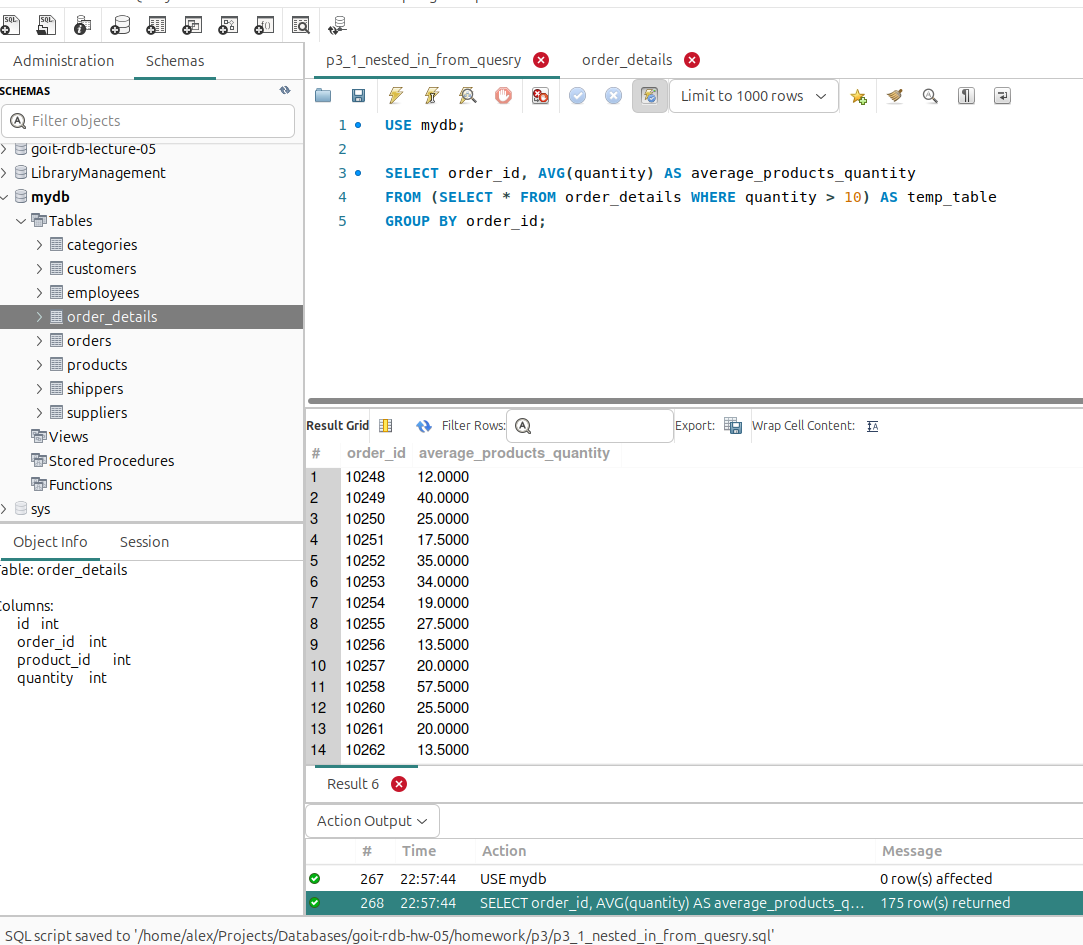 SQL
SQL
Administration
Schemas
SCHEMAS
Filter objects
goit-rdb-lecture-05
LibraryManagement
mydb
Tables
categories
customers
employees
order_details
orders
products
shippers
suppliers
Views
Stored Procedures
Functions
sys
Object Info
Session
able: order_details
olumns:
id int
order_id int
product_id int
quantity int
p3_1_nested_in_from_quesry
order_details
Limit to 1000 rows
1 USE mydb;
2
3 SELECT order_id, AVG(quantity) AS average_products_quantity
4 FROM (SELECT * FROM order_details WHERE quantity > 10) AS temp_table
5 GROUP BY order_id;
Result Grid
Filter Rows:
Export:
Wrap Cell Content:
# order_id average_products_quantity
1 10248 12.0000
2 10249 40.0000
3 10250 25.0000
4 10251 17.5000
5 10252 35.0000
6 10253 34.0000
7 10254 19.0000
8 10255 27.5000
9 10256 13.5000
10 10257 20.0000
11 10258 57.5000
12 10260 25.5000
13 10261 20.0000
14 10262 13.5000
Result 6
Action Output
# Time Action Message
267 22:57:44 USE mydb 0 row(s) affected
268 22:57:44 SELECT order_id, AVG(quantity) AS average_products_q... 175 row(s) returned
SQL script saved to '/home/alex/Projects/Databases/goit-rdb-hw-05/homework/p3/p3_1_nested_in_from_quesry.sql'